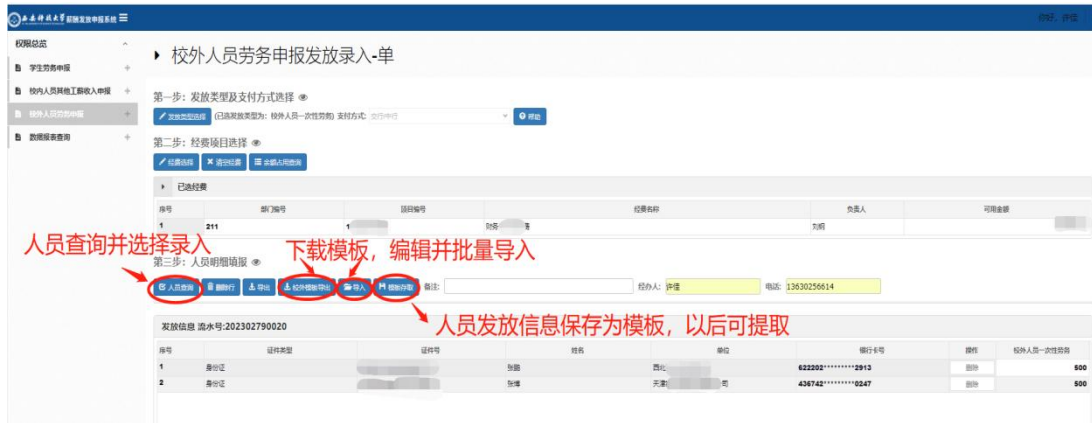 西安科技大学 薪酬发放申报系统
你好, 许佳
权限总览
学生劳务申报
校内人员其他工薪收入申报
校外人员劳务申报
数据报表查询
校外人员劳务申报发放录入-单
第一步: 发放类型及支付方式选择
发放类型选择 (已选发放类型为: 校外人员一次性劳务) 支付方式: 交行中行 帮助
第二步: 经费项目选择
经费选择 清空经费 余额占用查询
已选经费
序号 部门编号 项目编号 经费名称 负责人 可用金额
1 211 1 财务
人员查询并选择录入
下载模板，编辑并批量导入
第三步: 人员明细填报
人员查询 删除行 导出 校外模板导出 导入 模板存取 备注: 经办人: 许佳 电话: 13630256614
人员发放信息保存为模板，以后可提取
发放信息 流水号:202302790020
序号 证件类型 证件号 姓名 单位 银行卡号 操作 校外人员一次性劳务
1 身份证 张 西北 622202*********2913 删除 500
2 身份证 张 天津 司 436742*********0247 删除 500